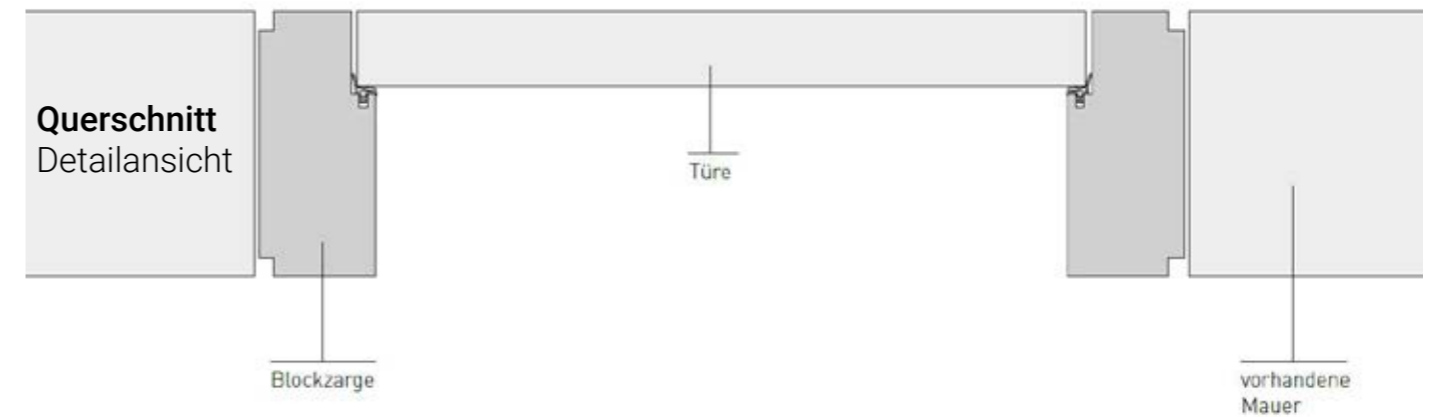 Querschnitt
Detailansicht
Türe
Blockzarge
vorhandene
Mauer